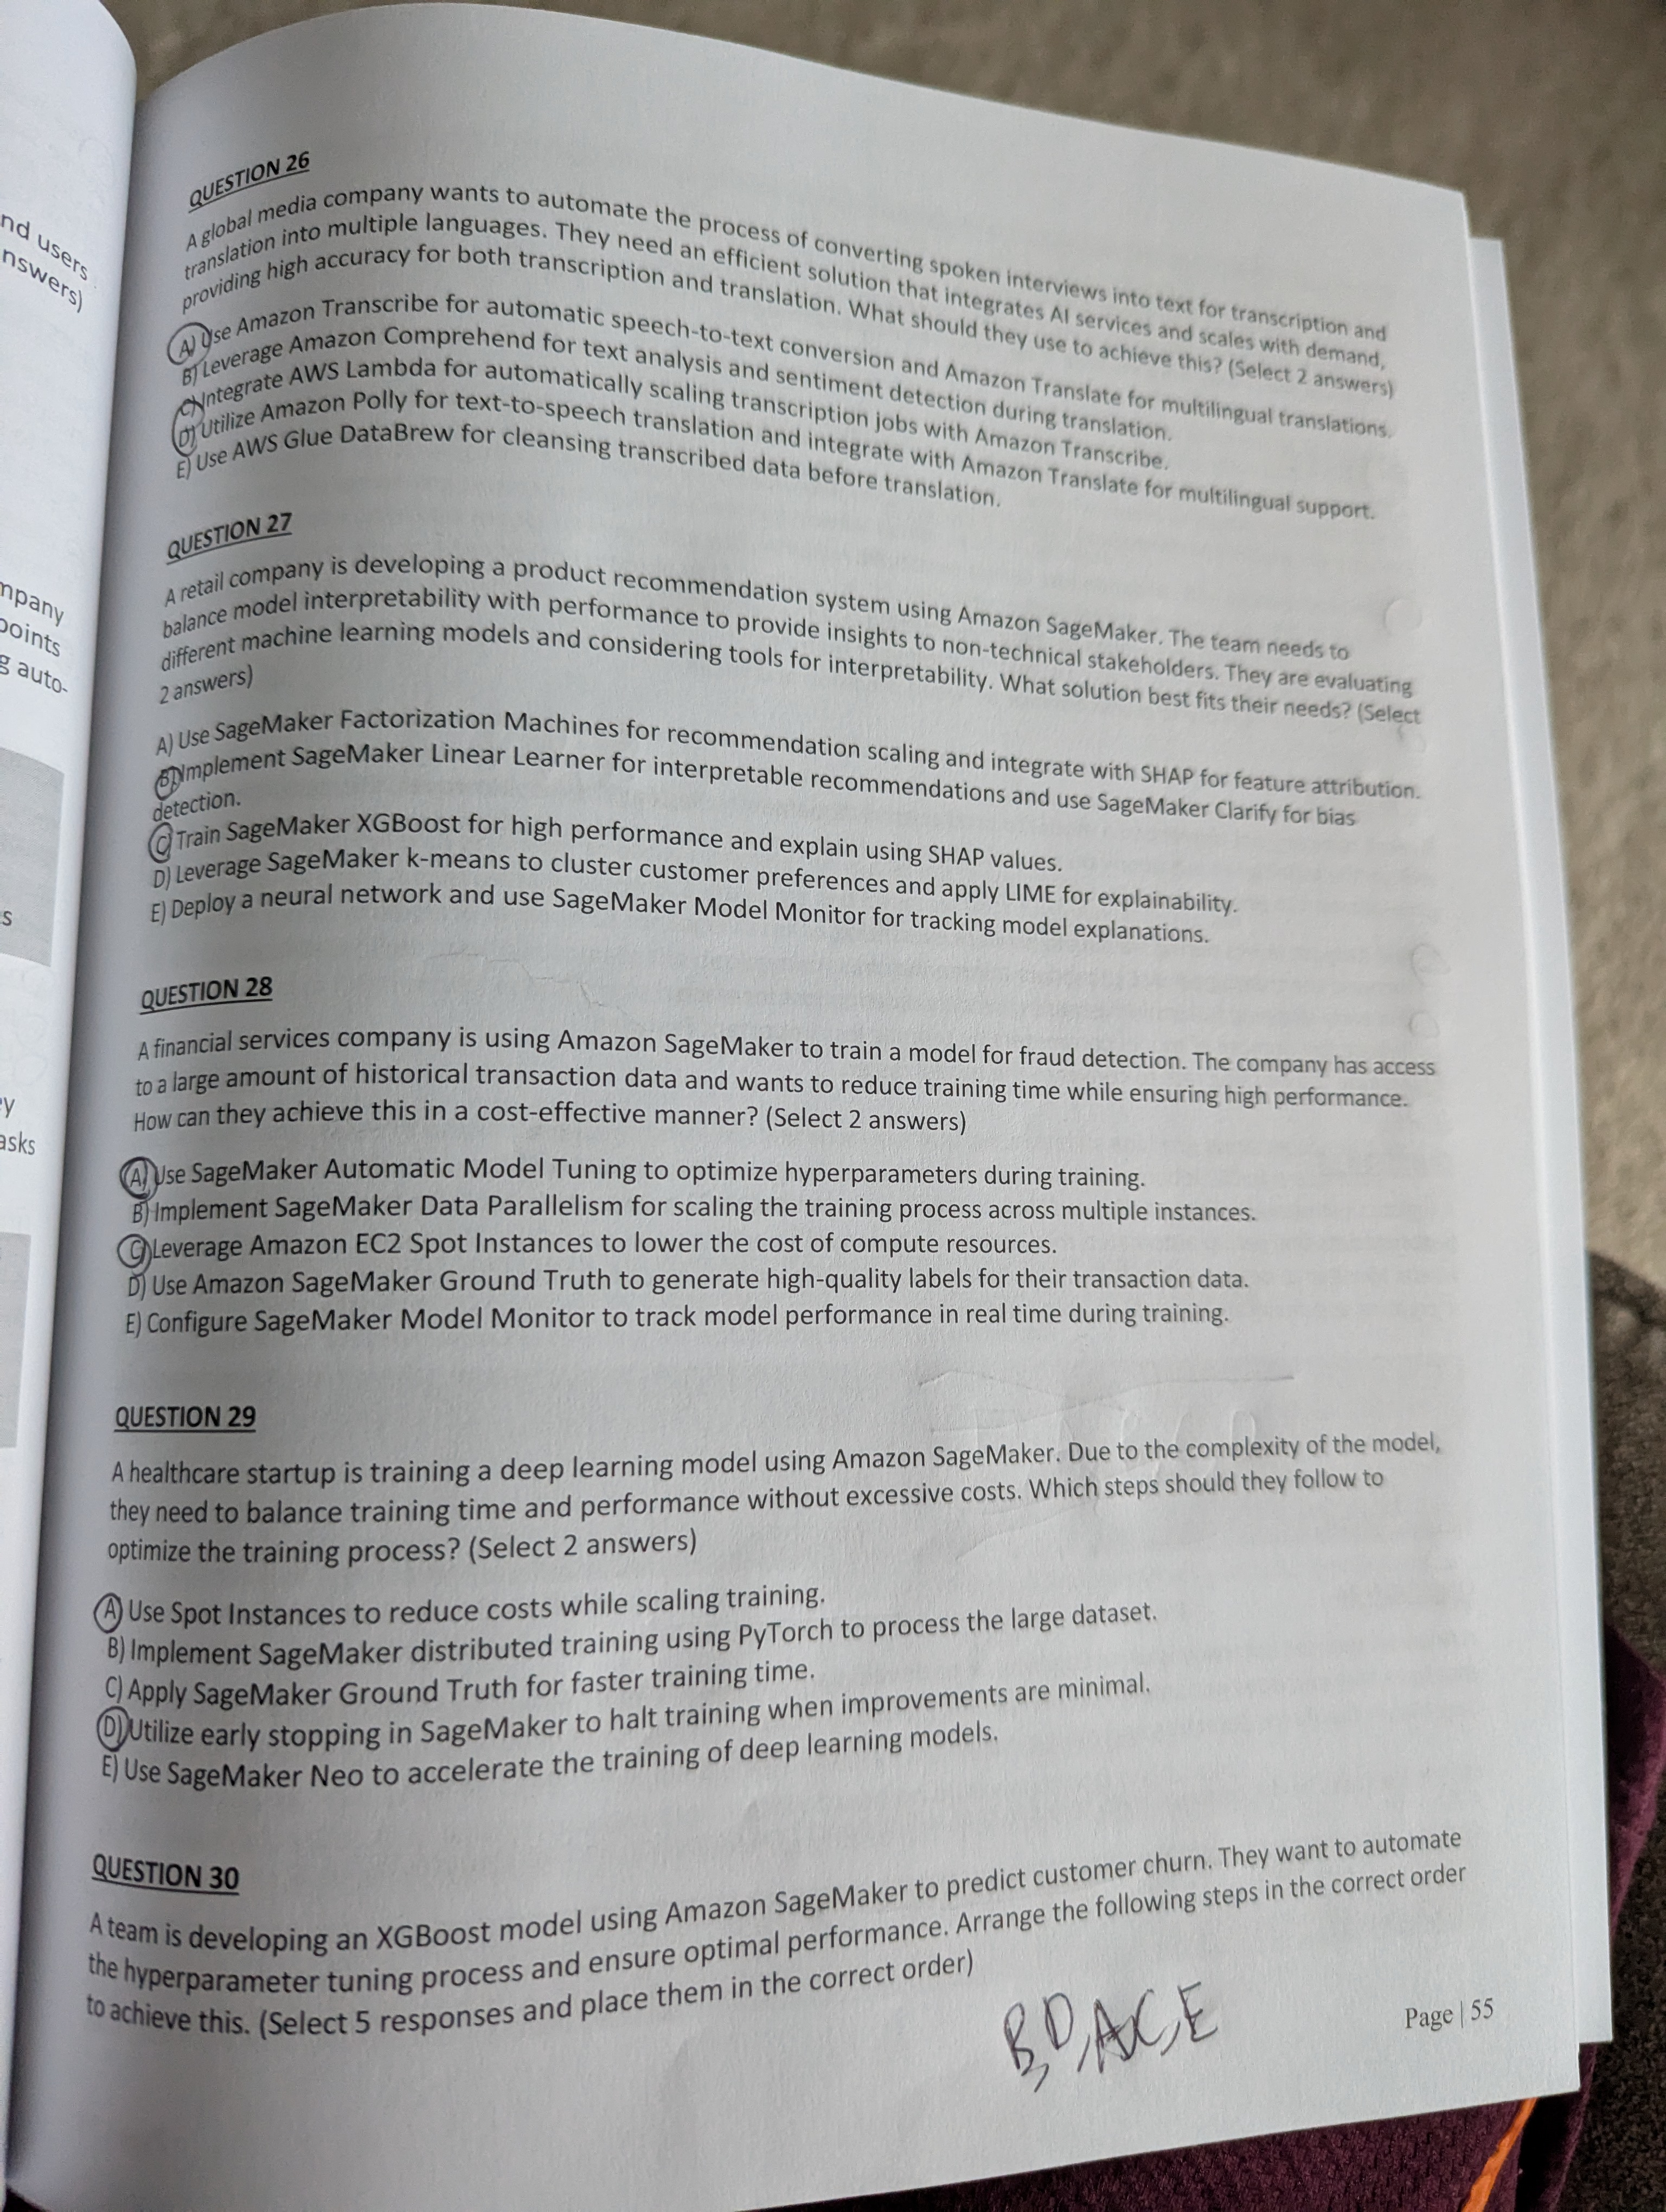 nd users
nswers)
mpany
points
g auto-
s
ey
asks
QUESTION 26
A global media company wants to automate the process of converting spoken interviews into text for transcription and
translation into multiple languages. They need an efficient solution that integrates AI services and scales with demand,
providing high accuracy for both transcription and translation. What should they use to achieve this? (Select 2 answers)
A) Use Amazon Transcribe for automatic speech-to-text conversion and Amazon Translate for multilingual translations.
B) Leverage Amazon Comprehend for text analysis and sentiment detection during translation.
C) Integrate AWS Lambda for automatically scaling transcription jobs with Amazon Transcribe.
D) Utilize Amazon Polly for text-to-speech translation and integrate with Amazon Translate for multilingual support.
E) Use AWS Glue DataBrew for cleansing transcribed data before translation.
QUESTION 27
A retail company is developing a product recommendation system using Amazon SageMaker. The team needs to
balance model interpretability with performance to provide insights to non-technical stakeholders. They are evaluating
different machine learning models and considering tools for interpretability. What solution best fits their needs? (Select
2 answers)
A) Use SageMaker Factorization Machines for recommendation scaling and integrate with SHAP for feature attribution.
B) Implement SageMaker Linear Learner for interpretable recommendations and use SageMaker Clarify for bias
detection.
C) Train SageMaker XGBoost for high performance and explain using SHAP values.
D) Leverage SageMaker k-means to cluster customer preferences and apply LIME for explainability.
E) Deploy a neural network and use SageMaker Model Monitor for tracking model explanations.
QUESTION 28
A financial services company is using Amazon SageMaker to train a model for fraud detection. The company has access
to a large amount of historical transaction data and wants to reduce training time while ensuring high performance.
How can they achieve this in a cost-effective manner? (Select 2 answers)
A) Use SageMaker Automatic Model Tuning to optimize hyperparameters during training.
B) Implement SageMaker Data Parallelism for scaling the training process across multiple instances.
C) Leverage Amazon EC2 Spot Instances to lower the cost of compute resources.
D) Use Amazon SageMaker Ground Truth to generate high-quality labels for their transaction data.
E) Configure SageMaker Model Monitor to track model performance in real time during training.
QUESTION 29
A healthcare startup is training a deep learning model using Amazon SageMaker. Due to the complexity of the model,
they need to balance training time and performance without excessive costs. Which steps should they follow to
optimize the training process? (Select 2 answers)
A) Use Spot Instances to reduce costs while scaling training.
B) Implement SageMaker distributed training using PyTorch to process the large dataset.
C) Apply SageMaker Ground Truth for faster training time.
D) Utilize early stopping in SageMaker to halt training when improvements are minimal.
E) Use SageMaker Neo to accelerate the training of deep learning models.
QUESTION 30
A team is developing an XGBoost model using Amazon SageMaker to predict customer churn. They want to automate
the hyperparameter tuning process and ensure optimal performance. Arrange the following steps in the correct order
to achieve this. (Select 5 responses and place them in the correct order)
B, D, A, C, E
Page | 55